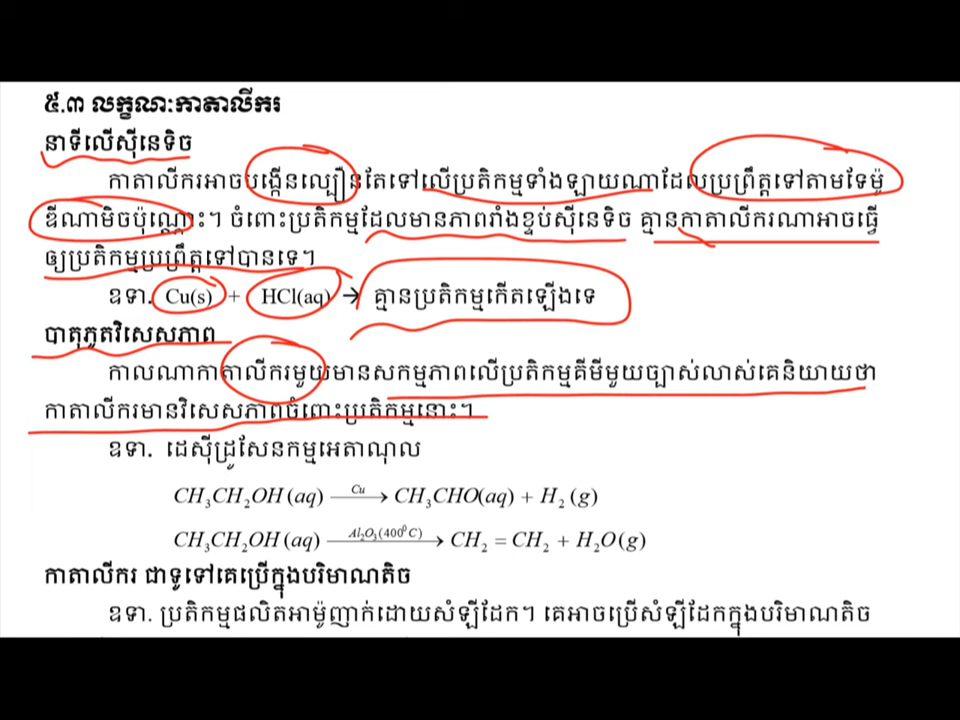 ៥.៣ លក្ខណៈកាតាលីករ
នាទីលើស៊ីនេទិច
កាតាលីករអាចបង្កើនល្បឿនតែទៅលើប្រតិកម្មទាំងឡាយណាដែលប្រព្រឹត្តទៅតាមទែម៉ូ
ឌីណាមិចប៉ុណ្ណោះ។ ចំពោះប្រតិកម្មដែលមានភាពរាំងខ្ទប់ស៊ីនេទិច គ្មានកាតាលីករណាអាចធ្វើ
ឲ្យប្រតិកម្មប្រព្រឹត្តទៅបានទេ។
ឧទា. Cu(s) + HCl(aq) → គ្មានប្រតិកម្មកើតឡើងទេ
បាតុភូតវិសេសភាព
កាលណាកាតាលីករមួយមានសកម្មភាពលើប្រតិកម្មគីមីមួយច្បាស់លាស់គេនិយាយថា
កាតាលីករមានវិសេសភាពចំពោះប្រតិកម្មនោះ។
ឧទា. ដេស៊ីដ្រូសែនកម្មអេតាណុល
CH₃CH₂OH(aq) —Cu→ CH₃CHO(aq) + H₂(g)
CH₃CH₂OH(aq) —Al₂O₃(400⁰C)→ CH₂ = CH₂ + H₂O(g)
កាតាលីករ ជាទូទៅគេប្រើក្នុងបរិមាណតិច
ឧទា. ប្រតិកម្មផលិតអាម៉ូញាក់ដោយសំឡីដែក។ គេអាចប្រើសំឡីដែកក្នុងបរិមាណតិច